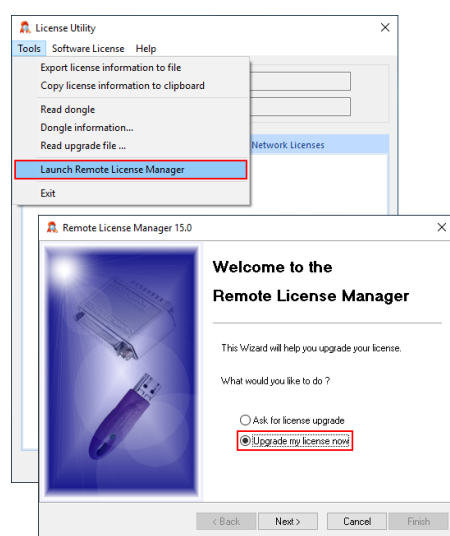 License Utility
Tools Software License Help
Export license information to file
Copy license information to clipboard
Read dongle
Dongle information...
Read upgrade file ...
Network Licenses
Launch Remote License Manager
Exit
Remote License Manager 15.0
Welcome to the
Remote License Manager
This Wizard will help you upgrade your license.
What would you like to do ?
Ask for license upgrade
Upgrade my license now
< Back Next > Cancel Finish